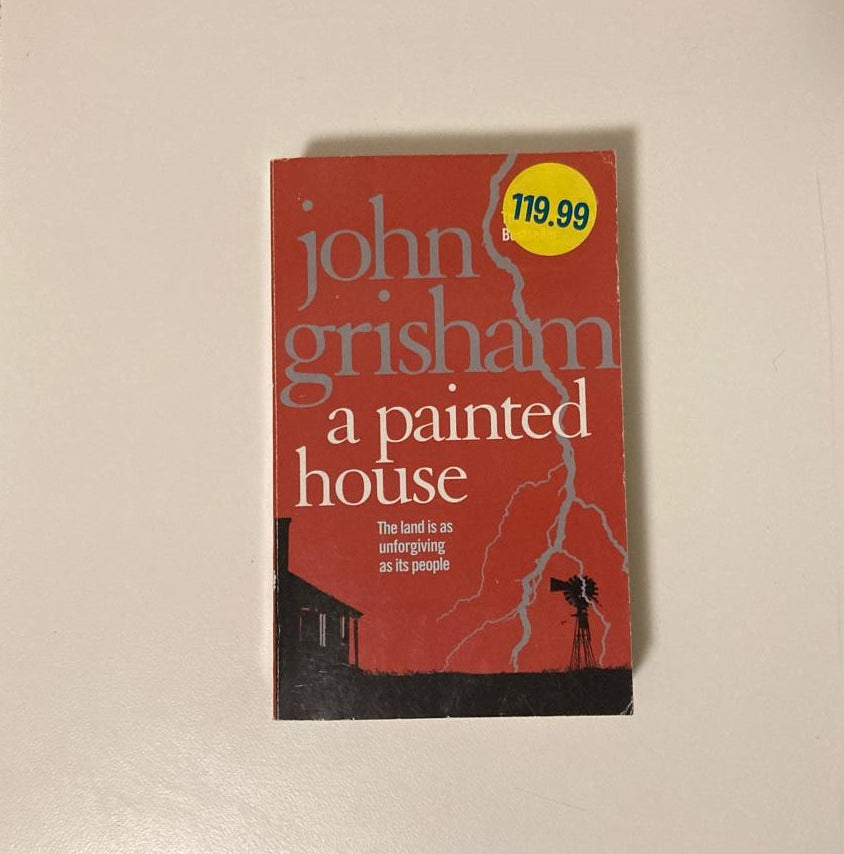 119.99
john
grisham
a painted
house
The land is as
unforgiving
as its people